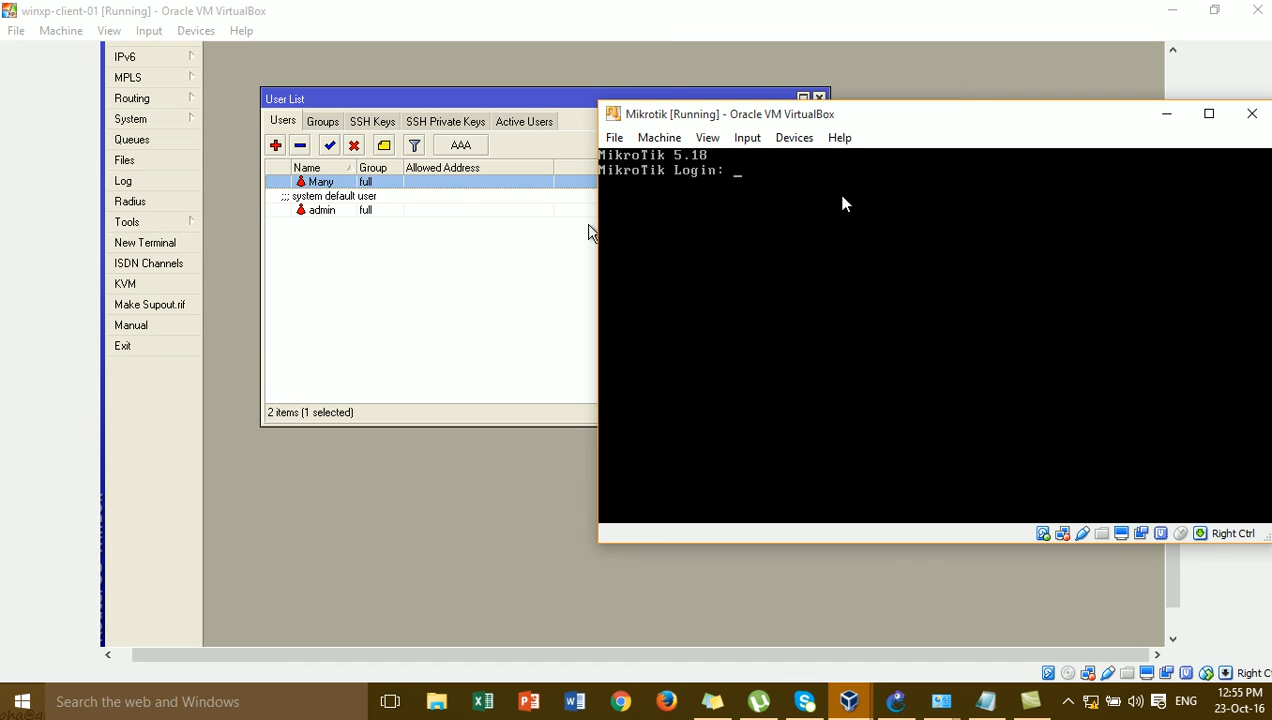 winxp-client-01 [Running] - Oracle VM VirtualBox
File Machine View Input Devices Help
IPv6
MPLS
Routing
System
Queues
Files
Log
Radius
Tools
New Terminal
ISDN Channels
KVM
Make Supout.rif
Manual
Exit
User List
Users Groups SSH Keys SSH Private Keys Active Users
AAA
Name Group Allowed Address
Many full
;;; system default user
admin full
2 items (1 selected)
Mikrotik [Running] - Oracle VM VirtualBox
File Machine View Input Devices Help
MikroTik 5.18
MikroTik Login: _
Right Ctrl
Right Ct
Search the web and Windows
ENG
12:55 PM
23-Oct-16